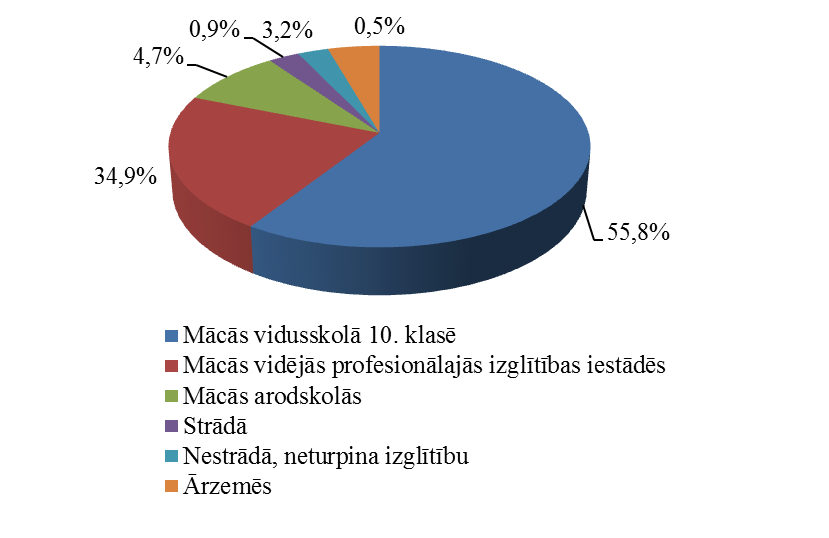 0,9%
3,2%
0,5%
4,7%
34,9%
55,8%
Mācās vidusskolā 10. klasē
Mācās vidējās profesionālajās izglītības iestādēs
Mācās arodskolās
Strādā
Nestrādā, neturpina izglītību
Ārzemēs